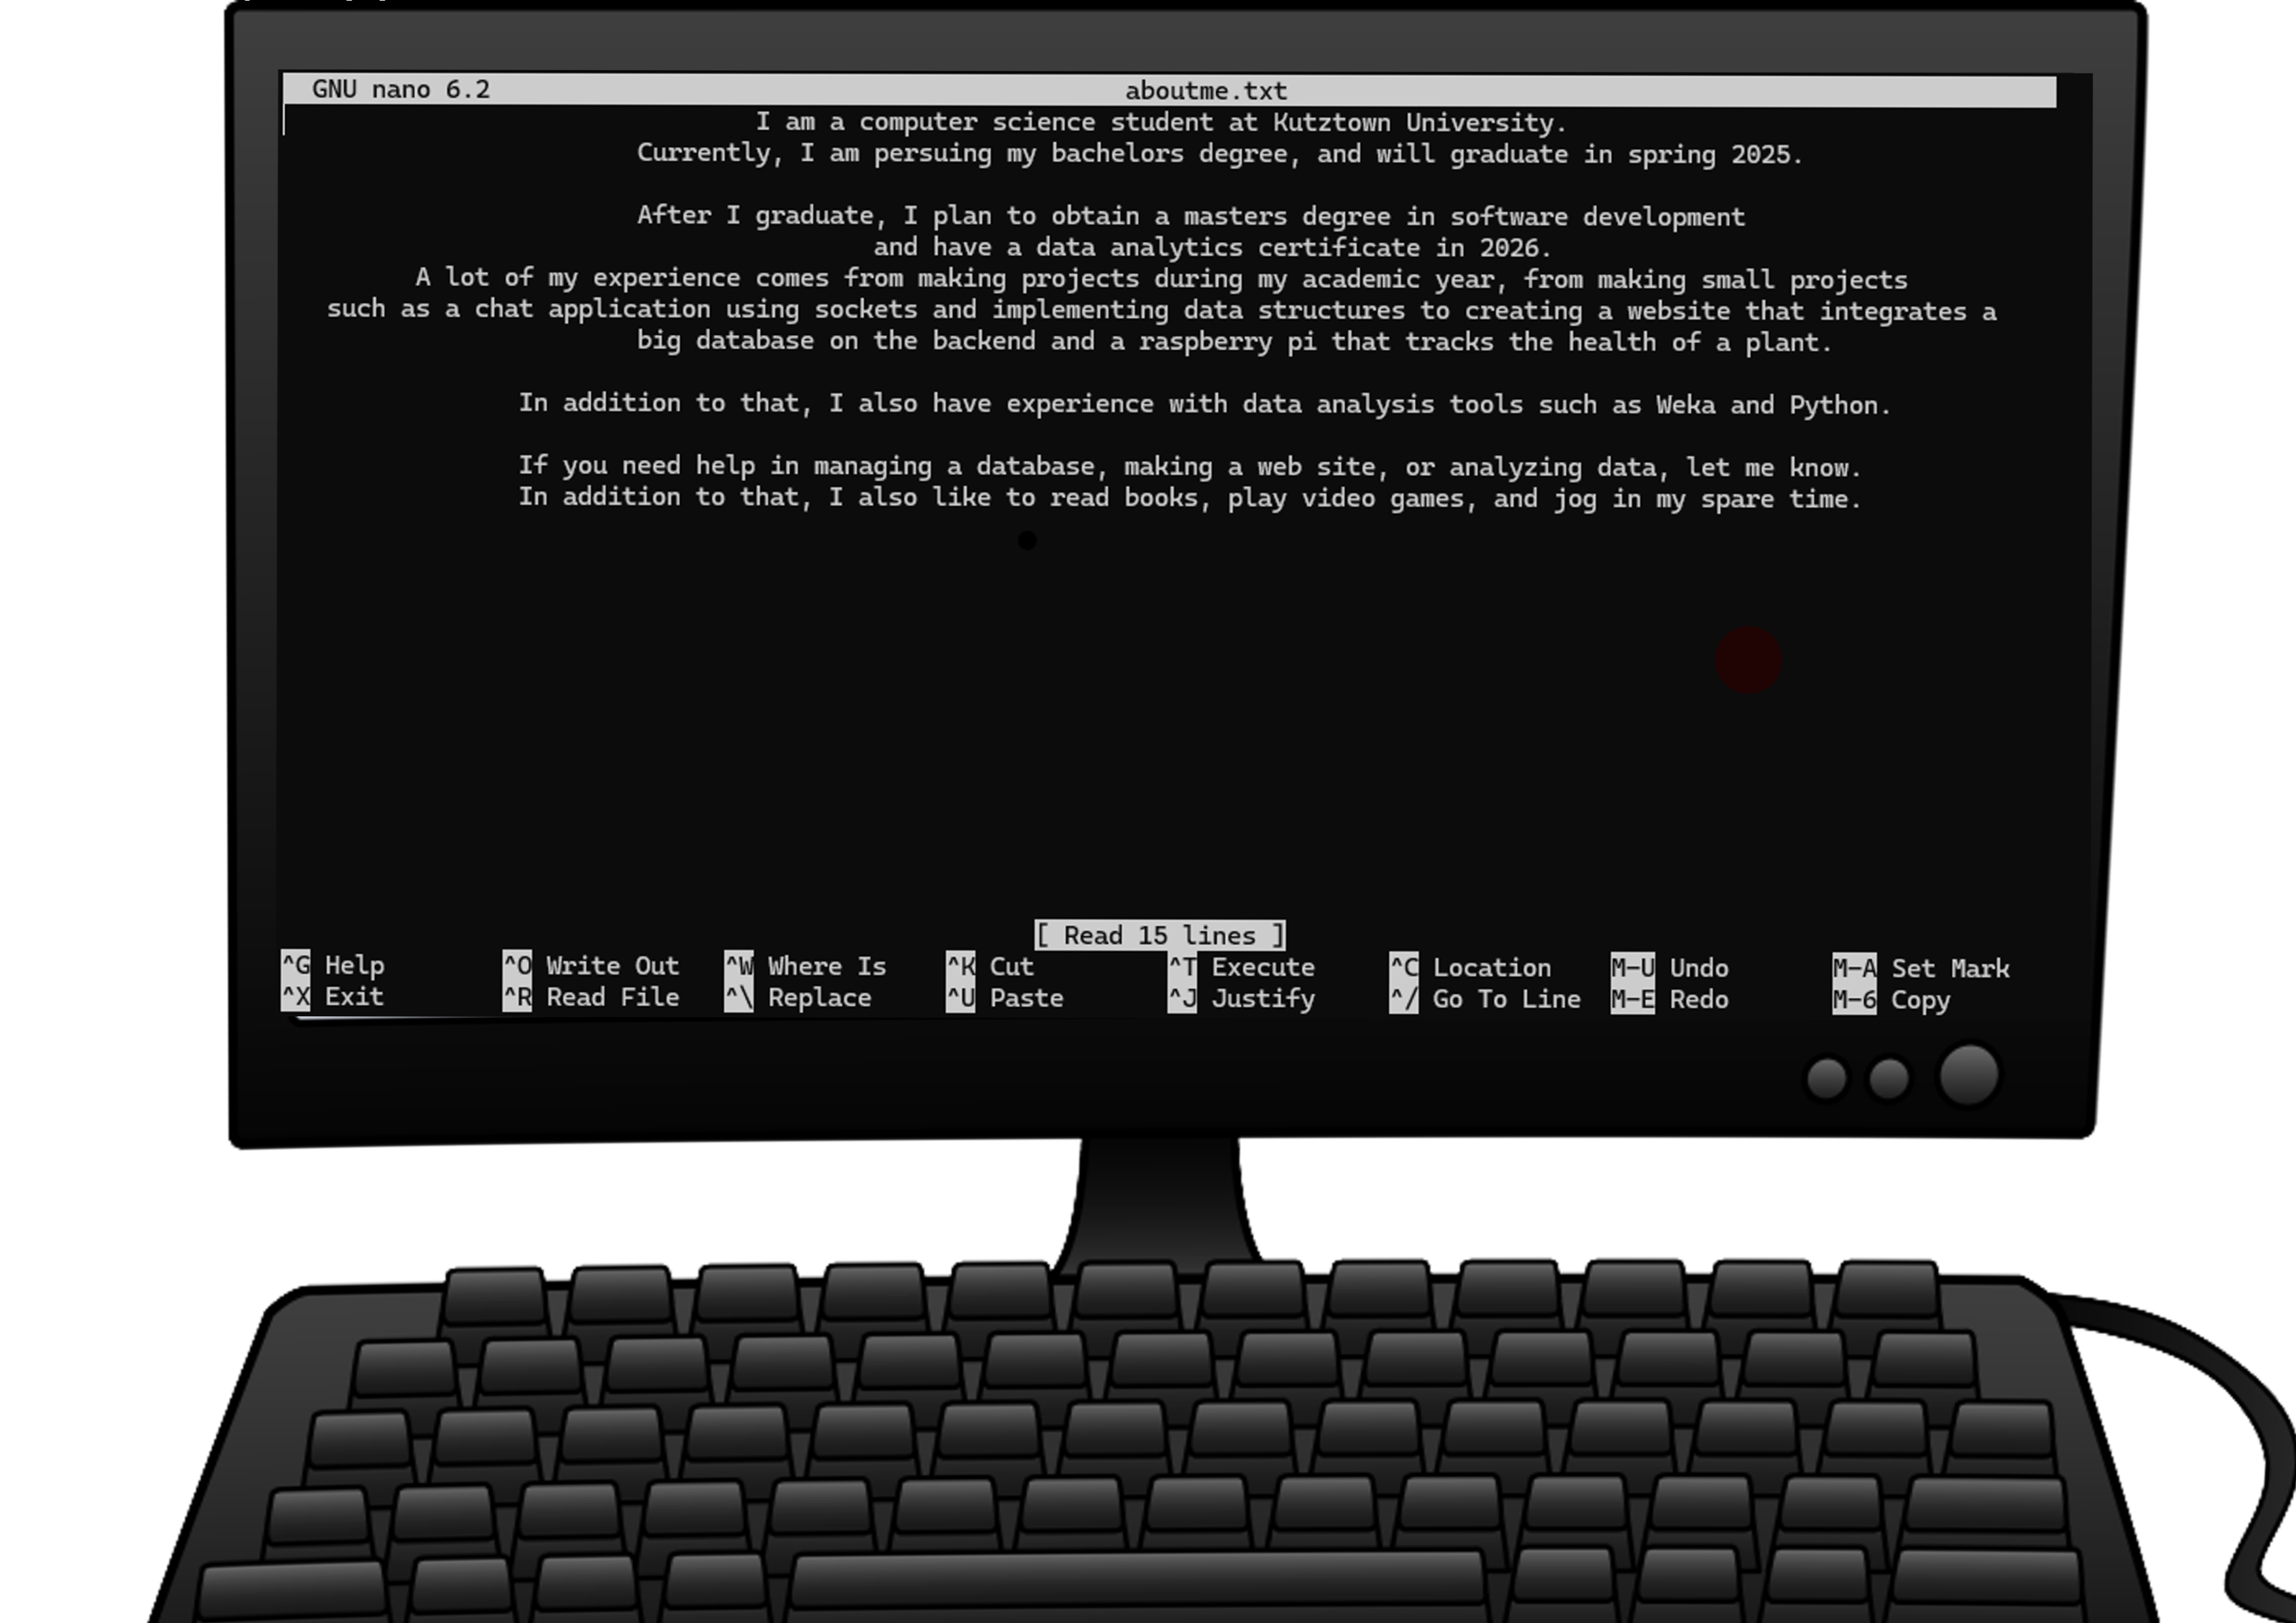 GNU nano 6.2 aboutme.txt
I am a computer science student at Kutztown University.
Currently, I am persuing my bachelors degree, and will graduate in spring 2025.
After I graduate, I plan to obtain a masters degree in software development
and have a data analytics certificate in 2026.
A lot of my experience comes from making projects during my academic year, from making small projects
such as a chat application using sockets and implementing data structures to creating a website that integrates a
big database on the backend and a raspberry pi that tracks the health of a plant.
In addition to that, I also have experience with data analysis tools such as Weka and Python.
If you need help in managing a database, making a web site, or analyzing data, let me know.
In addition to that, I also like to read books, play video games, and jog in my spare time.
[ Read 15 lines ]
^G Help ^O Write Out ^W Where Is ^K Cut ^T Execute ^C Location M-U Undo M-A Set Mark
^X Exit ^R Read File ^\ Replace ^U Paste ^J Justify ^/ Go To Line M-E Redo M-6 Copy